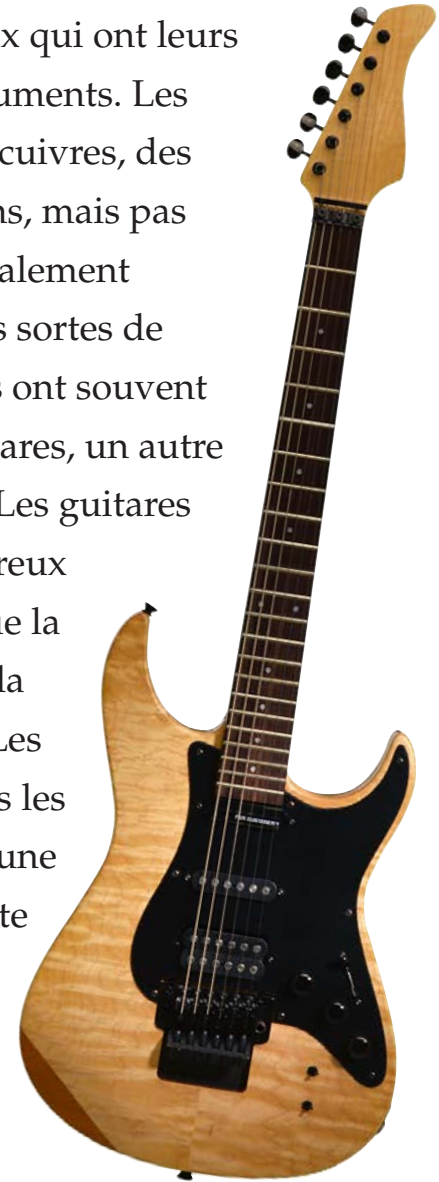 x qui ont leurs
uments. Les
cuivres, des
ns, mais pas
alement
s sortes de
s ont souvent
ares, un autre
Les guitares
reux
ue la
la
Les
s les
une
te